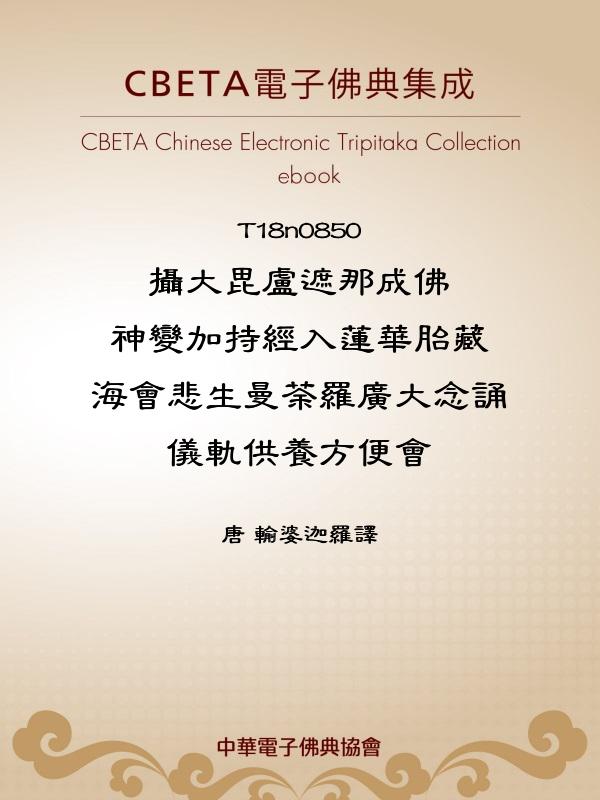 CBETA電子佛典集成
CBETA Chinese Electronic Tripitaka Collection
ebook
T18n0850
攝大毘盧遮那成佛
神變加持經入蓮華胎藏
海會悲生曼荼羅廣大念誦
儀軌供養方便會
唐 輸婆迦羅譯
中華電子佛典協會